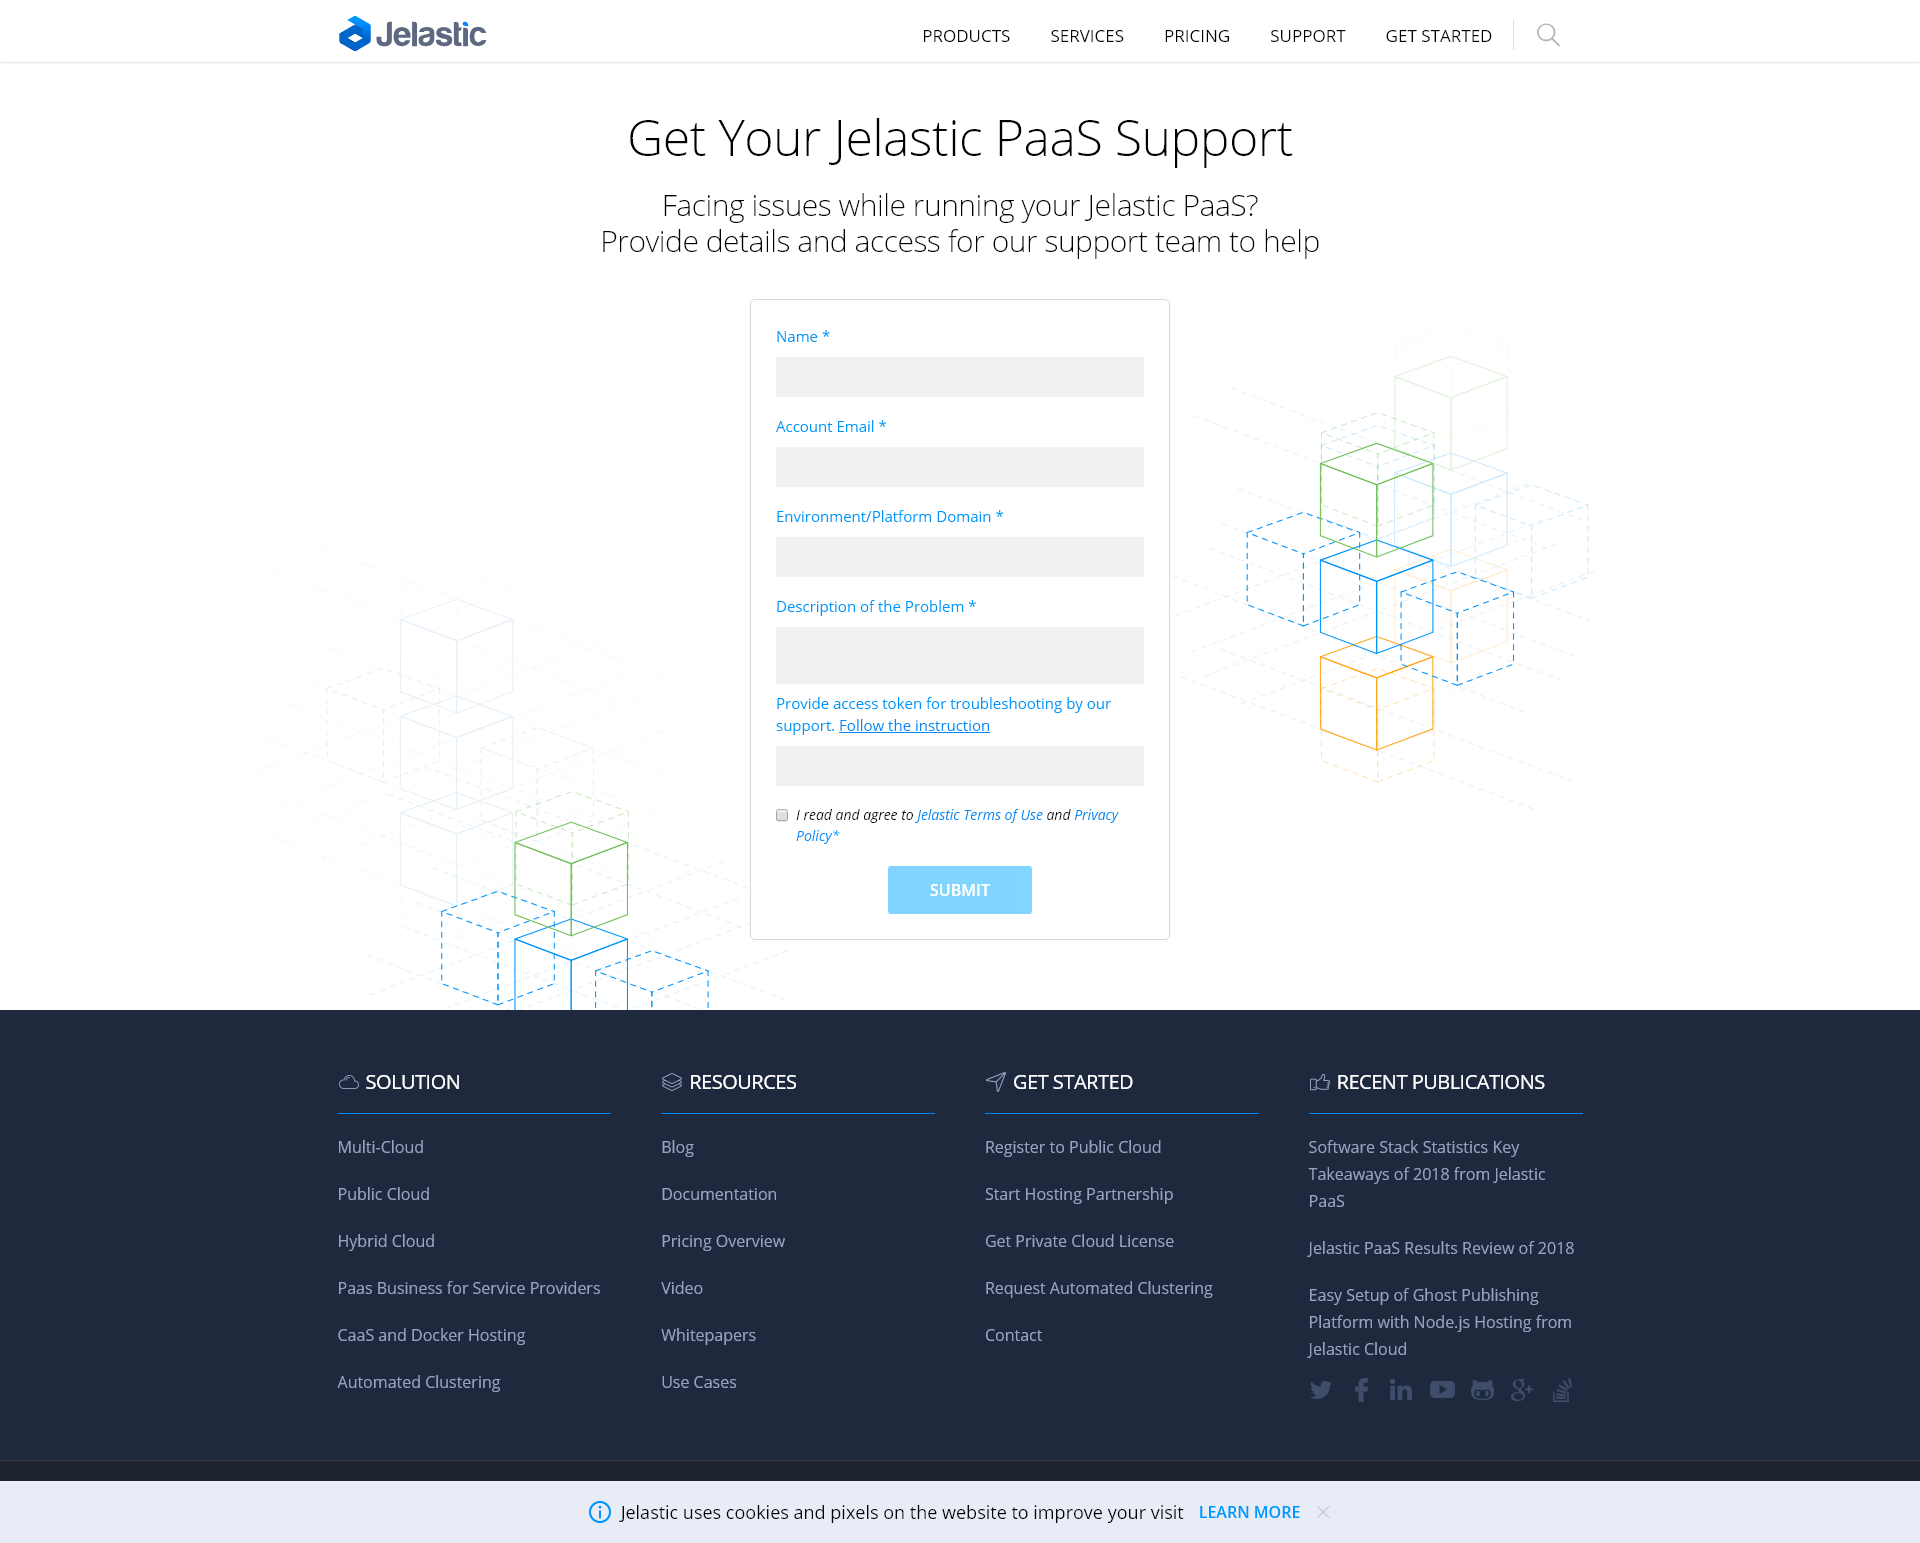 Jelastic
PRODUCTS SERVICES PRICING SUPPORT GET STARTED
Get Your Jelastic PaaS Support
Facing issues while running your Jelastic PaaS?
Provide details and access for our support team to help
Name *
Account Email *
Environment/Platform Domain *
Description of the Problem *
Provide access token for troubleshooting by our
support. Follow the instruction
I read and agree to Jelastic Terms of Use and Privacy
Policy*
SUBMIT
SOLUTION
Multi-Cloud
Public Cloud
Hybrid Cloud
Paas Business for Service Providers
CaaS and Docker Hosting
Automated Clustering
RESOURCES
Blog
Documentation
Pricing Overview
Video
Whitepapers
Use Cases
GET STARTED
Register to Public Cloud
Start Hosting Partnership
Get Private Cloud License
Request Automated Clustering
Contact
RECENT PUBLICATIONS
Software Stack Statistics Key
Takeaways of 2018 from Jelastic
PaaS
Jelastic PaaS Results Review of 2018
Easy Setup of Ghost Publishing
Platform with Node.js Hosting from
Jelastic Cloud
Jelastic uses cookies and pixels on the website to improve your visit LEARN MORE